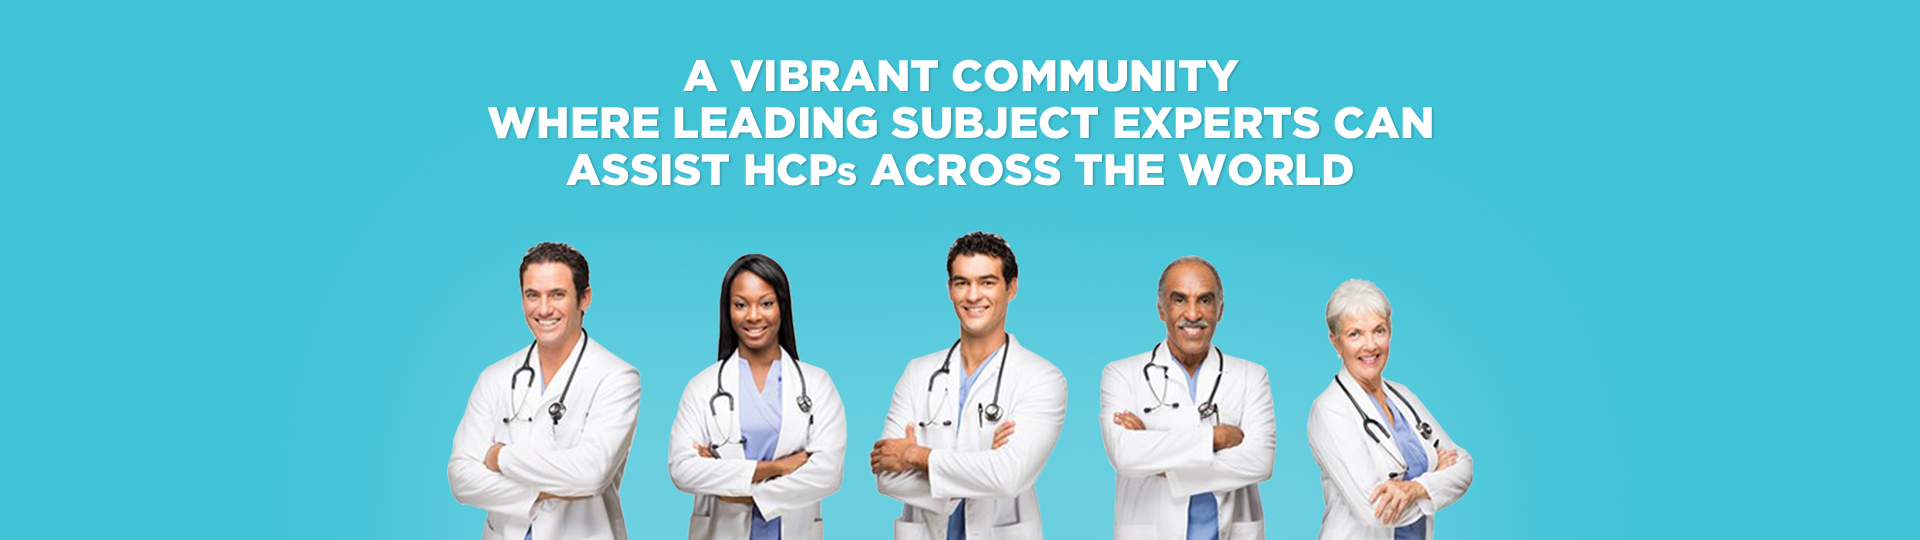 A VIBRANT COMMUNITY
WHERE LEADING SUBJECT EXPERTS CAN
ASSIST HCPs ACROSS THE WORLD